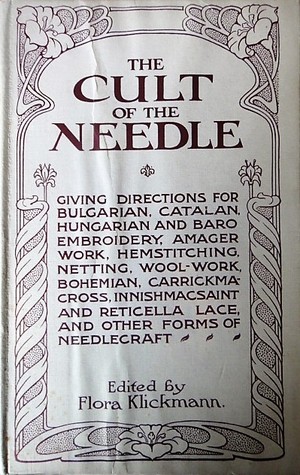 THE
CULT
OF THE
NEEDLE
GIVING DIRECTIONS FOR
BULGARIAN, CATALAN,
HUNGARIAN AND BARO
EMBROIDERY, AMAGER
WORK, HEMSTITCHING,
NETTING, WOOL-WORK,
BOHEMIAN, CARRICKMA-
CROSS, INNISHMACSAINT
AND RETICELLA LACE,
AND OTHER FORMS OF
NEEDLECRAFT
Edited by
Flora Klickmann.